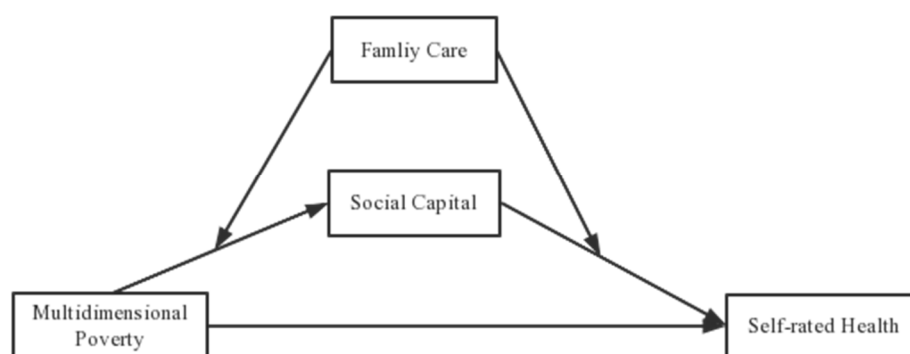 Famliy Care
Social Capital
Multidimensional
Poverty
Self-rated Health